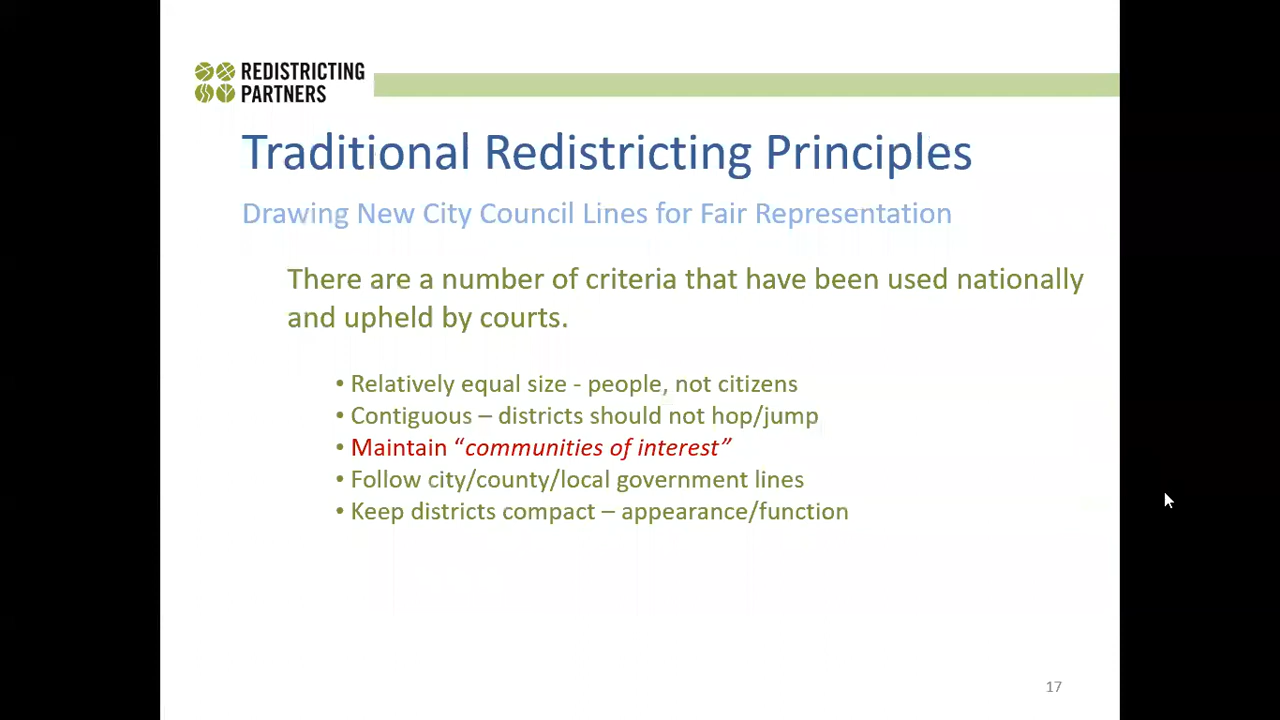 REDISTRICTING
PARTNERS
Traditional Redistricting Principles
Drawing New City Council Lines for Fair Representation
There are a number of criteria that have been used nationally
and upheld by courts.
• Relatively equal size - people, not citizens
• Contiguous – districts should not hop/jump
• Maintain “communities of interest”
• Follow city/county/local government lines
• Keep districts compact – appearance/function
17